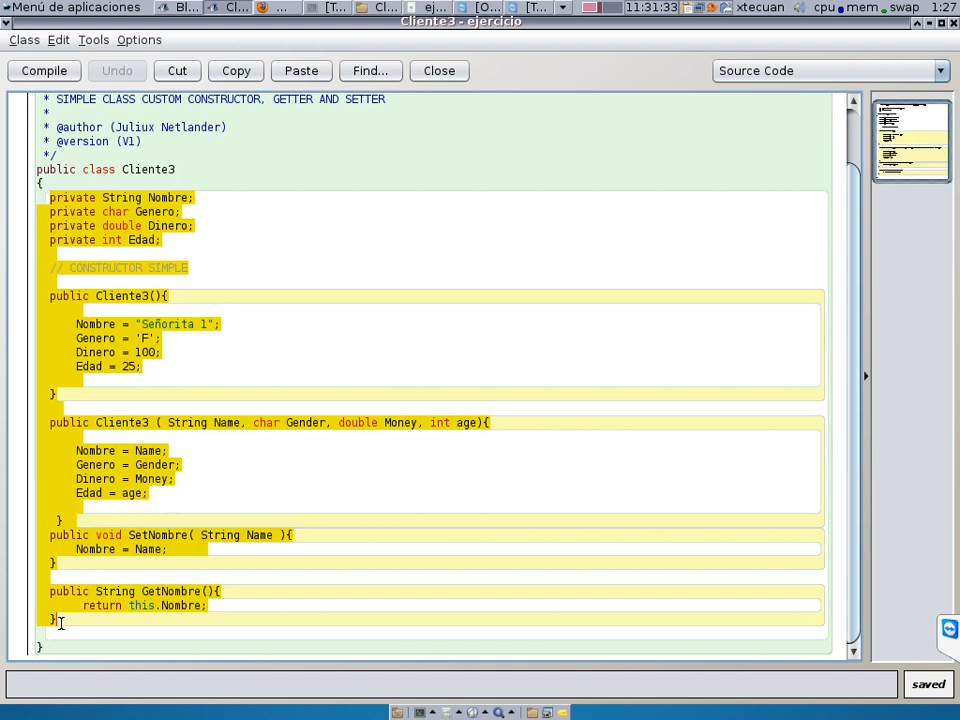 Menú de aplicaciones
Bl...
Cl...
...
[T...
Cl...
ej...
[O...
[T...
11:31:33
xtecuan
cpu mem swap 1:27
Cliente3 - ejercicio
Class Edit Tools Options
Compile Undo Cut Copy Paste Find... Close Source Code
* SIMPLE CLASS CUSTOM CONSTRUCTOR, GETTER AND SETTER
*
* @author (Juliux Netlander)
* @version (V1)
*/
public class Cliente3
{
private String Nombre;
private char Genero;
private double Dinero;
private int Edad;
// CONSTRUCTOR SIMPLE
public Cliente3(){
Nombre = "Señorita 1";
Genero = 'F';
Dinero = 100;
Edad = 25;
}
public Cliente3 ( String Name, char Gender, double Money, int age){
Nombre = Name;
Genero = Gender;
Dinero = Money;
Edad = age;
}
public void SetNombre( String Name ){
Nombre = Name;
}
public String GetNombre(){
return this.Nombre;
}
}
saved